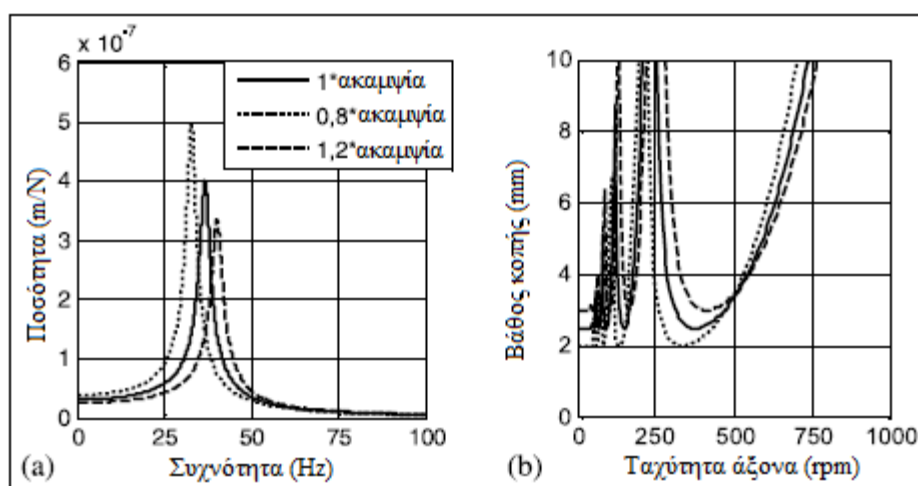 x 10⁻⁷
6
5
4
3
2
1
0
Ποσότητα (m/N)
1*ακαμψία
0,8*ακαμψία
1,2*ακαμψία
0 25 50 75 100
(a) Συχνότητα (Hz)
10
8
6
4
2
0
Βάθος κοπής (mm)
0 250 500 750 1000
(b) Ταχύτητα άξονα (rpm)